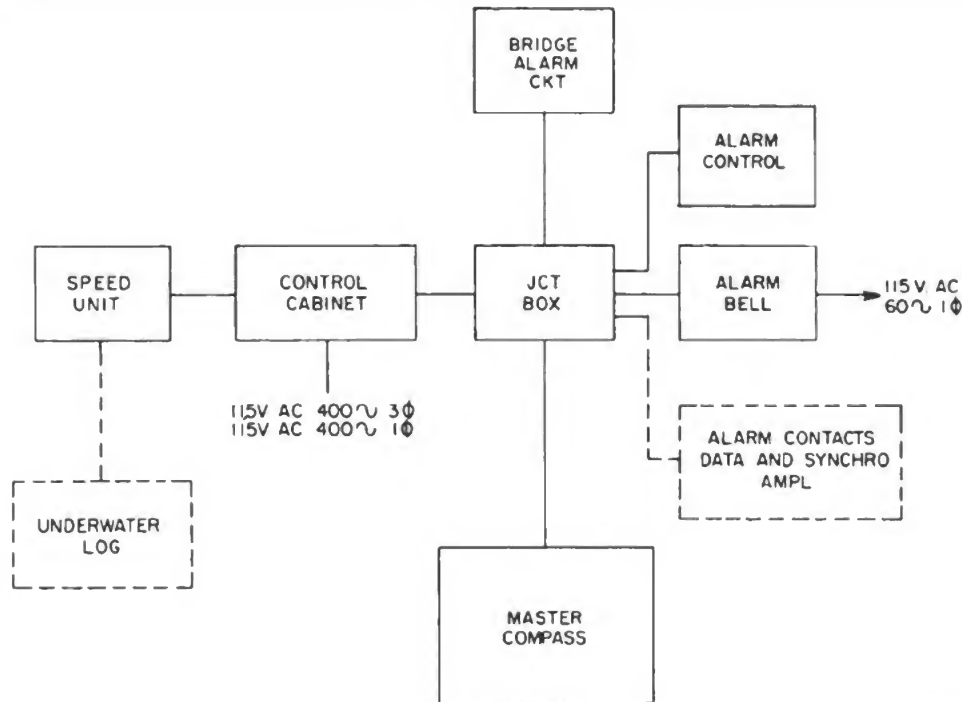 BRIDGE
ALARM
CKT
ALARM
CONTROL
SPEED
UNIT
CONTROL
CABINET
JCT
BOX
ALARM
BELL
115 V. AC
60~ 1ϕ
115V AC 400~ 3ϕ
115V AC 400~ 1ϕ
ALARM CONTACTS
DATA AND SYNCHRO
AMPL
UNDERWATER
LOG
MASTER
COMPASS